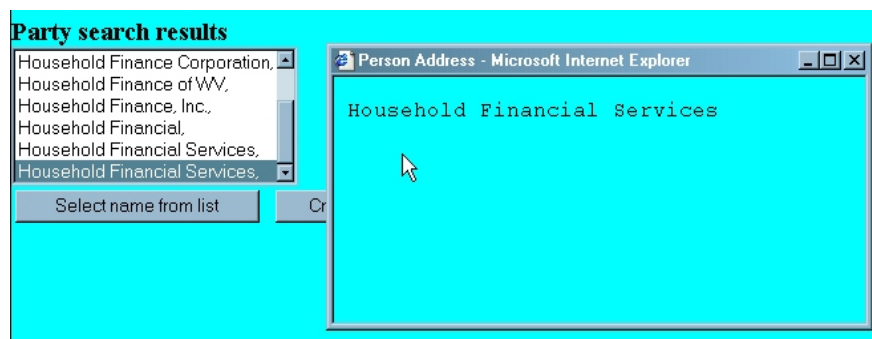 Party search results
Household Finance Corporation,
Household Finance of WV,
Household Finance, Inc.,
Household Financial,
Household Financial Services,
Household Financial Services,
Select name from list
Cr
Person Address - Microsoft Internet Explorer
Household Financial Services